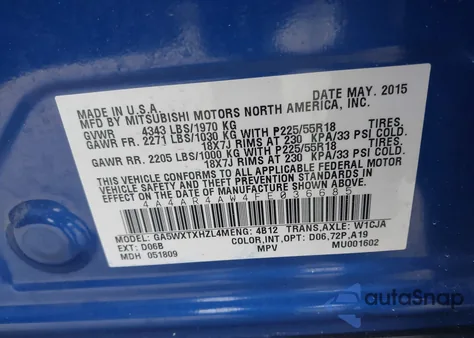 MADE IN U.S.A. DATE MAY. 2015
MFD BY MITSUBISHI MOTORS NORTH AMERICA, INC.
GVWR 4343 LBS/1970 KG
GAWR FR. 2271 LBS/1030 KG WITH P225/55R18
18X7J RIMS AT 230 KPA/33 PSI COLD.
GAWR RR. 2205 LBS/1000 KG WITH P225/55R18
18X7J RIMS AT 230 KPA/33 PSI COLD.
THIS VEHICLE CONFORMS TO ALL APPLICABLE FEDERAL MOTOR
VEHICLE SAFETY BUMPER AND THEFT PREVENTION STANDARDS
IN EFFECT ON THE DATE OF MANUFACTURE SHOWN ABOVE.
4A4AR4AW4FE036685
MODEL: GA6WXTXHZL4M ENG: 4B12 TRANS,AXLE: W1CJA
EXT: D06B COLOR,INT,OPT: D06,72P,A19
MDH 051809 MPV MU001602
autoSnap